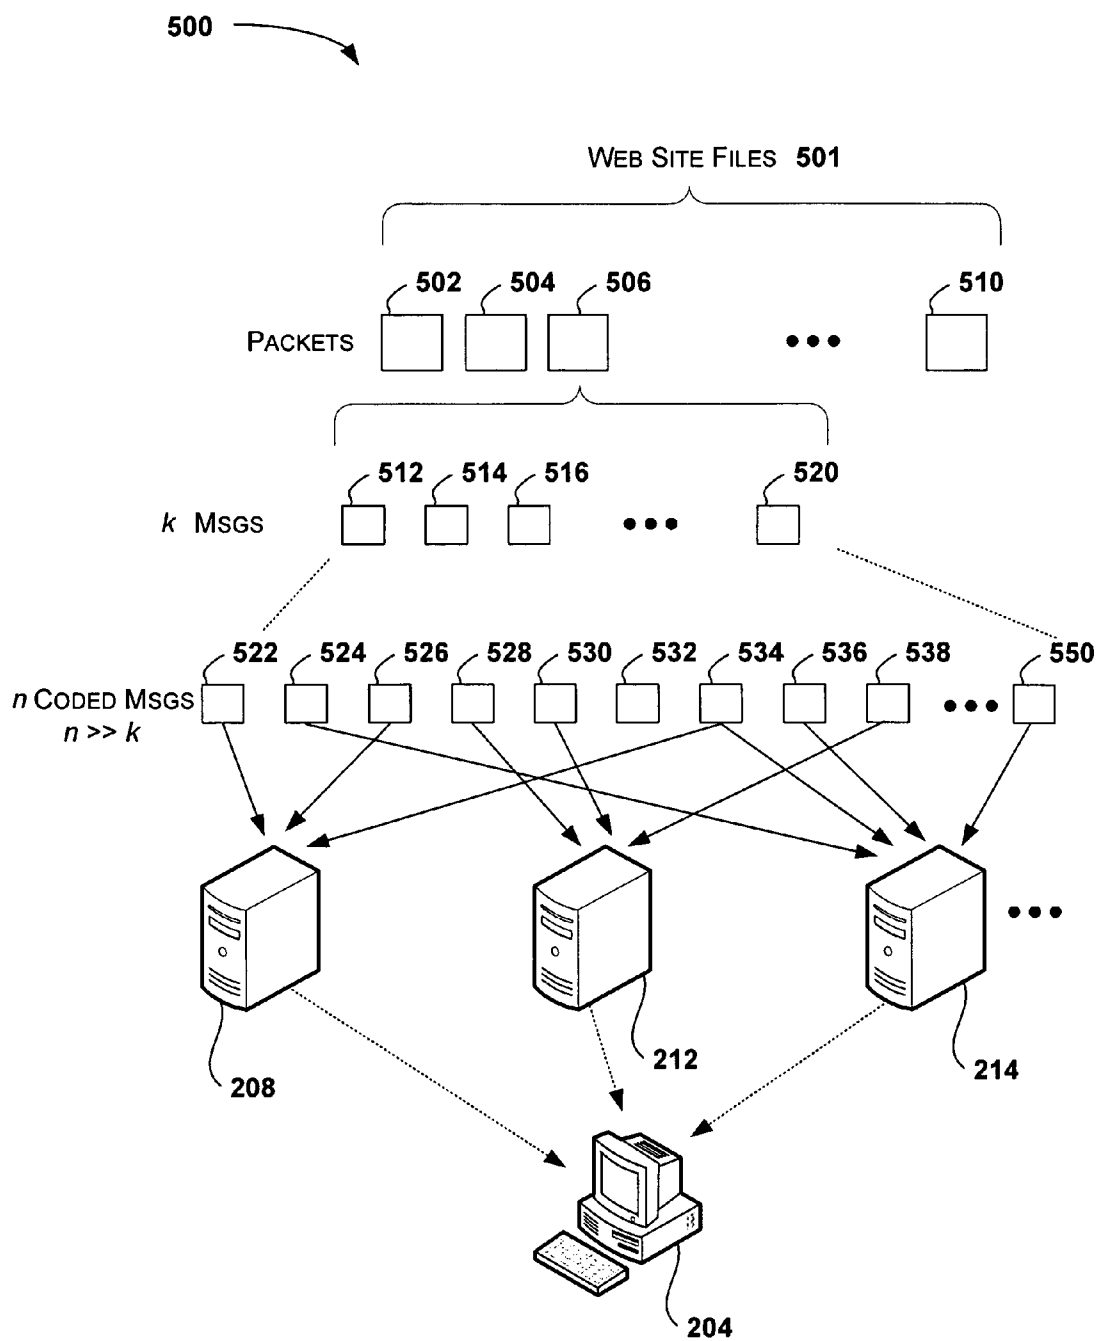 500
WEB SITE FILES 501
502 504 506 510
PACKETS
512 514 516 520
k MSGS
522 524 526 528 530 532 534 536 538 550
n CODED MSGS
n >> k
208
212
214
204